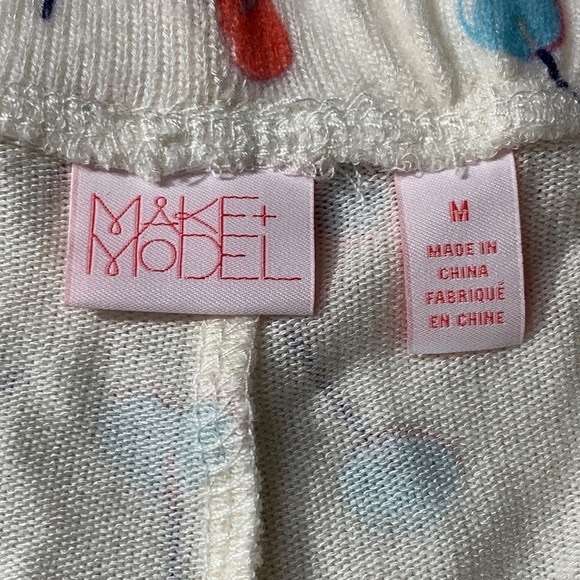 MAKE +
MODEL
M
MADE IN
CHINA
FABRIQUÉ
EN CHINE